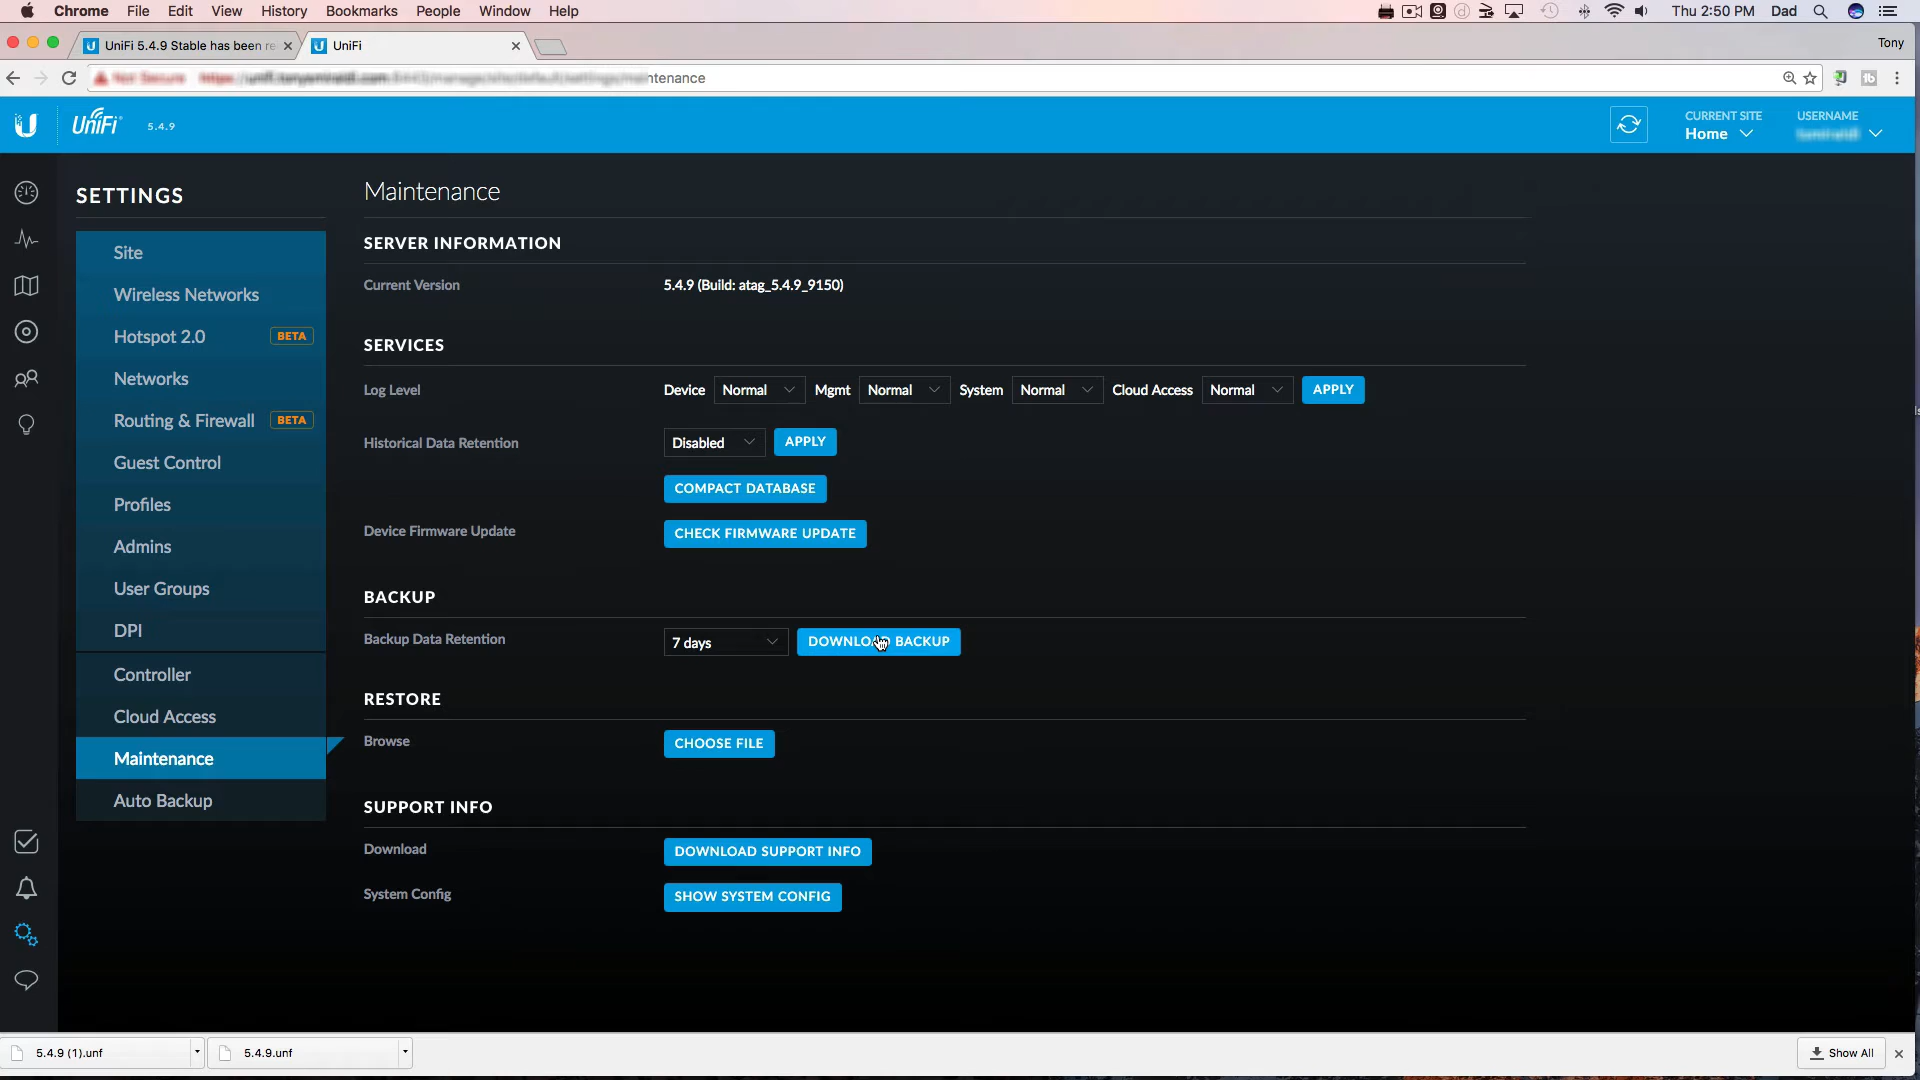 Chrome File Edit View History Bookmarks People Window Help Thu 2:50 PM Dad
UniFi 5.4.9 Stable has been re UniFi Tony
Not Secure ntenance
UniFi 5.4.9 CURRENT SITE USERNAME
Home
SETTINGS
Site
Wireless Networks
Hotspot 2.0 BETA
Networks
Routing & Firewall BETA
Guest Control
Profiles
Admins
User Groups
DPI
Controller
Cloud Access
Maintenance
Auto Backup
Maintenance
SERVER INFORMATION
Current Version 5.4.9 (Build: atag_5.4.9_9150)
SERVICES
Log Level Device Normal Mgmt Normal System Normal Cloud Access Normal APPLY
Historical Data Retention Disabled APPLY
COMPACT DATABASE
Device Firmware Update CHECK FIRMWARE UPDATE
BACKUP
Backup Data Retention 7 days DOWNLOAD BACKUP
RESTORE
Browse CHOOSE FILE
SUPPORT INFO
Download DOWNLOAD SUPPORT INFO
System Config SHOW SYSTEM CONFIG
5.4.9 (1).unf 5.4.9.unf Show All